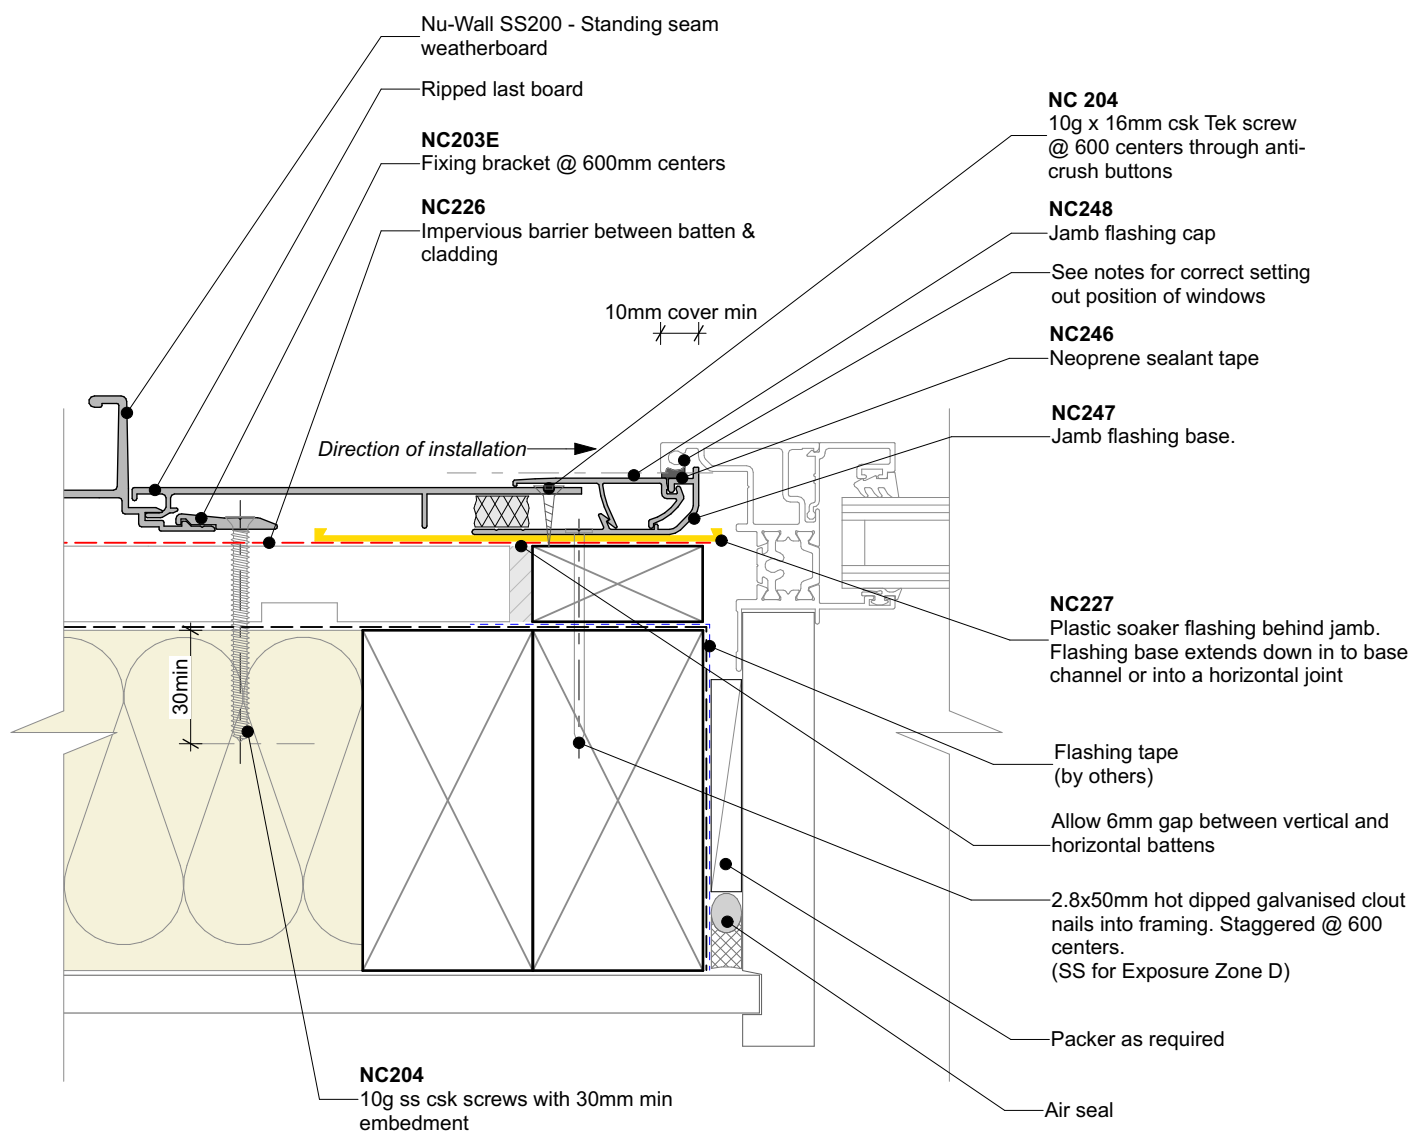 Nu-Wall SS200 - Standing seam
weatherboard
Ripped last board
NC203E
Fixing bracket @ 600mm centers
NC226
Impervious barrier between batten &
cladding
10mm cover min
Direction of installation
NC 204
10g x 16mm csk Tek screw
@ 600 centers through anti-
crush buttons
NC248
Jamb flashing cap
See notes for correct setting
out position of windows
NC246
Neoprene sealant tape
NC247
Jamb flashing base.
NC227
Plastic soaker flashing behind jamb.
Flashing base extends down in to base
channel or into a horizontal joint
30min
Flashing tape
(by others)
Allow 6mm gap between vertical and
horizontal battens
2.8x50mm hot dipped galvanised clout
nails into framing. Staggered @ 600
centers.
(SS for Exposure Zone D)
Packer as required
Air seal
NC204
10g ss csk screws with 30mm min
embedment